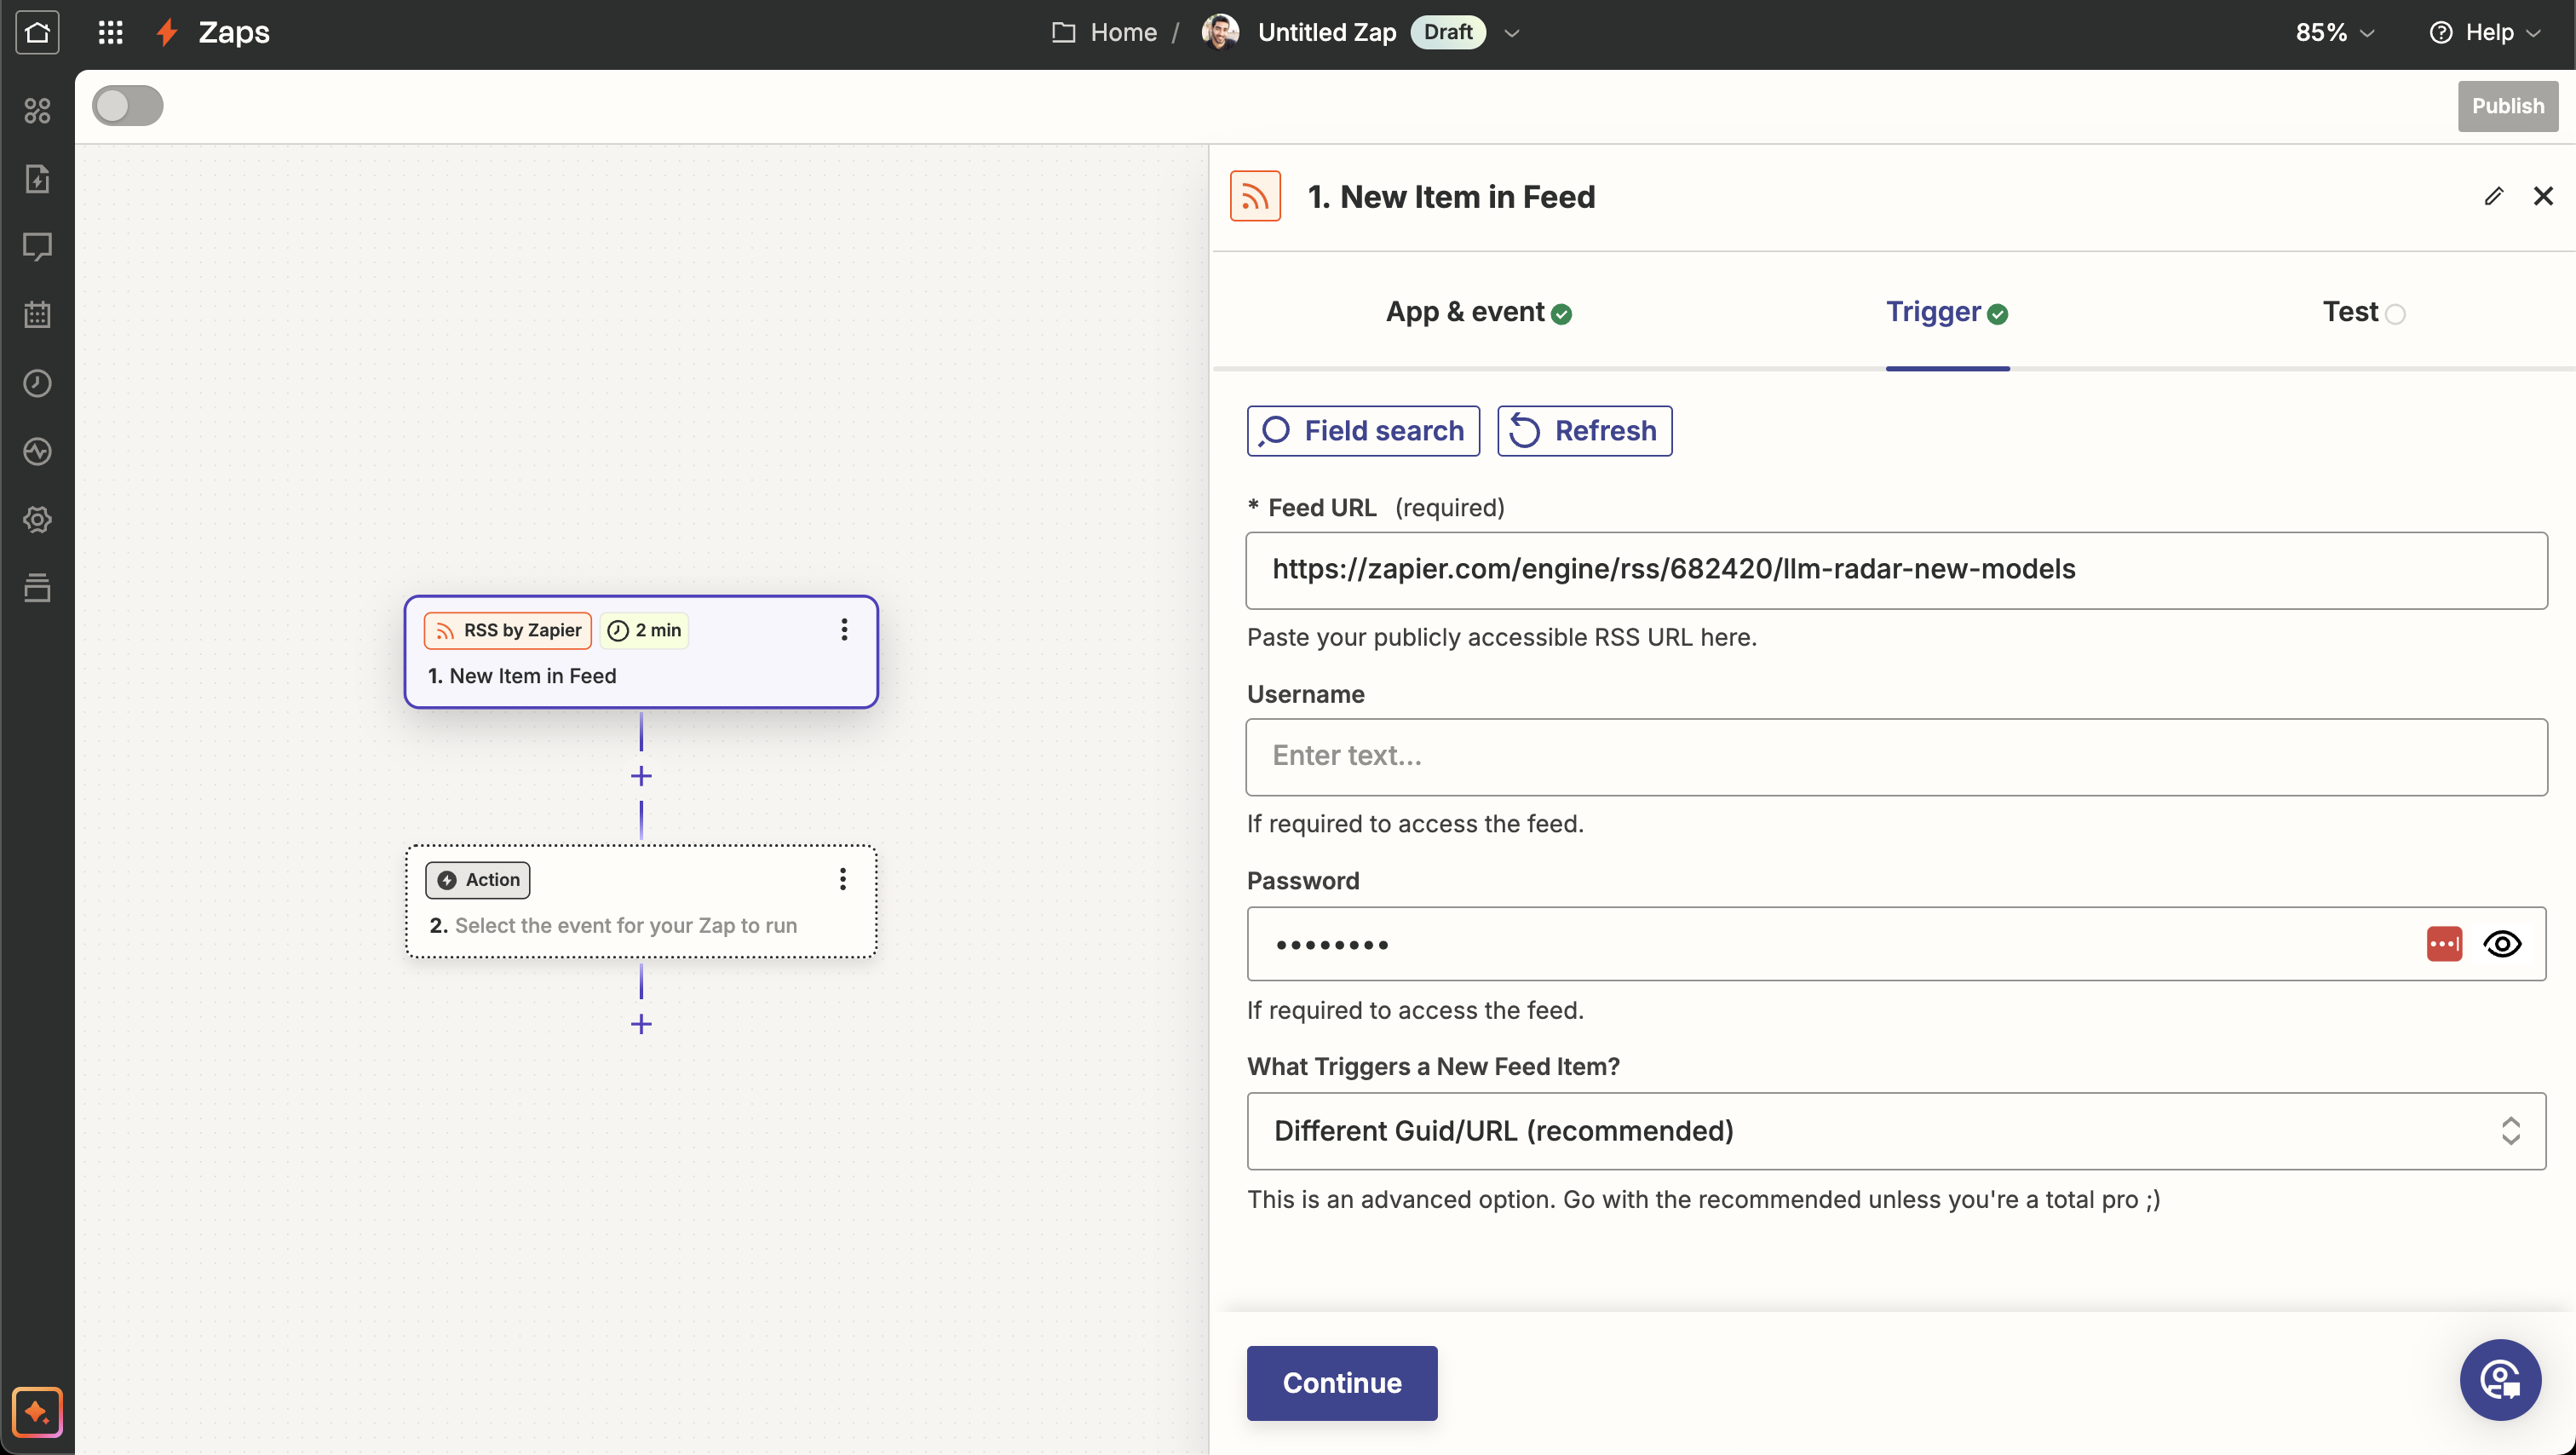 Zaps
Home / Untitled Zap Draft
85%
Help
Publish
1. New Item in Feed
App & event
Trigger
Test
Field search
Refresh
* Feed URL (required)
https://zapier.com/engine/rss/682420/llm-radar-new-models
Paste your publicly accessible RSS URL here.
Username
Enter text...
If required to access the feed.
Password
••••••••
If required to access the feed.
What Triggers a New Feed Item?
Different Guid/URL (recommended)
This is an advanced option. Go with the recommended unless you're a total pro ;)
Continue
RSS by Zapier
2 min
1. New Item in Feed
Action
2. Select the event for your Zap to run